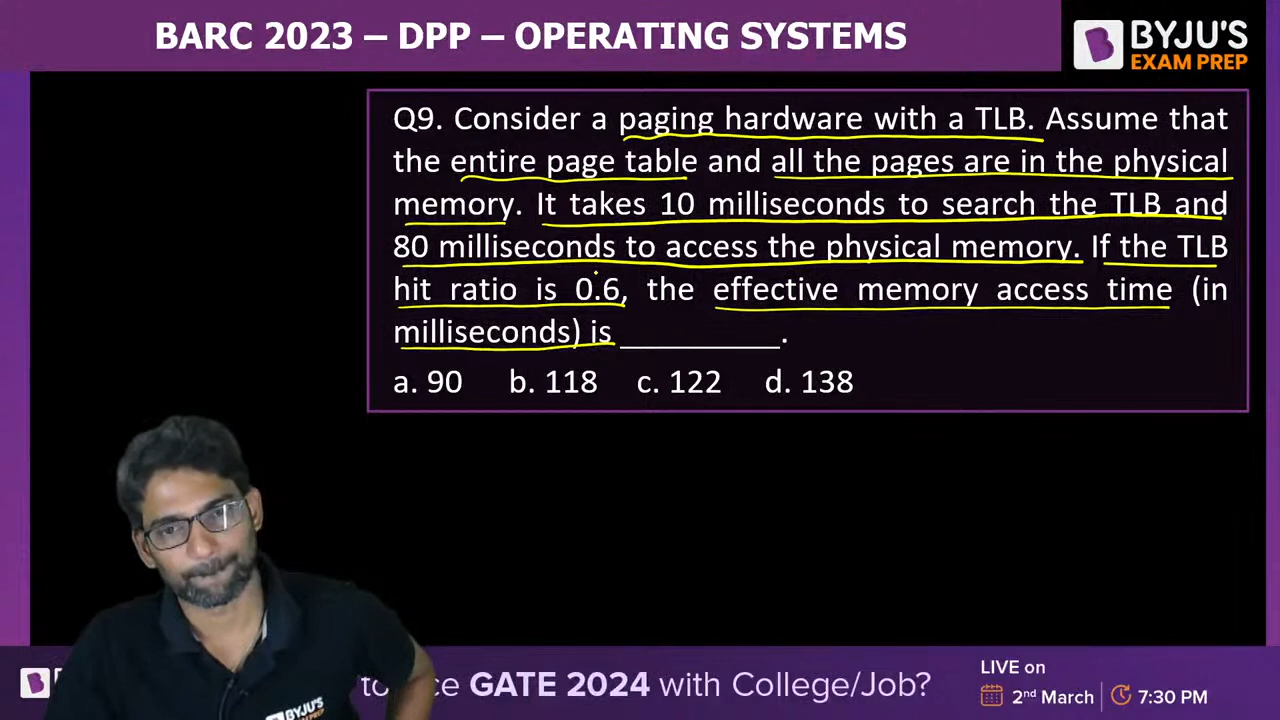 BARC 2023 – DPP – OPERATING SYSTEMS
BYJU'S
EXAM PREP
Q9. Consider a paging hardware with a TLB. Assume that
the entire page table and all the pages are in the physical
memory. It takes 10 milliseconds to search the TLB and
80 milliseconds to access the physical memory. If the TLB
hit ratio is 0.6, the effective memory access time (in
milliseconds) is __________.
a. 90 b. 118 c. 122 d. 138
GATE 2024 with College/Job?
LIVE on
2nd March | 7:30 PM
BYJU'S